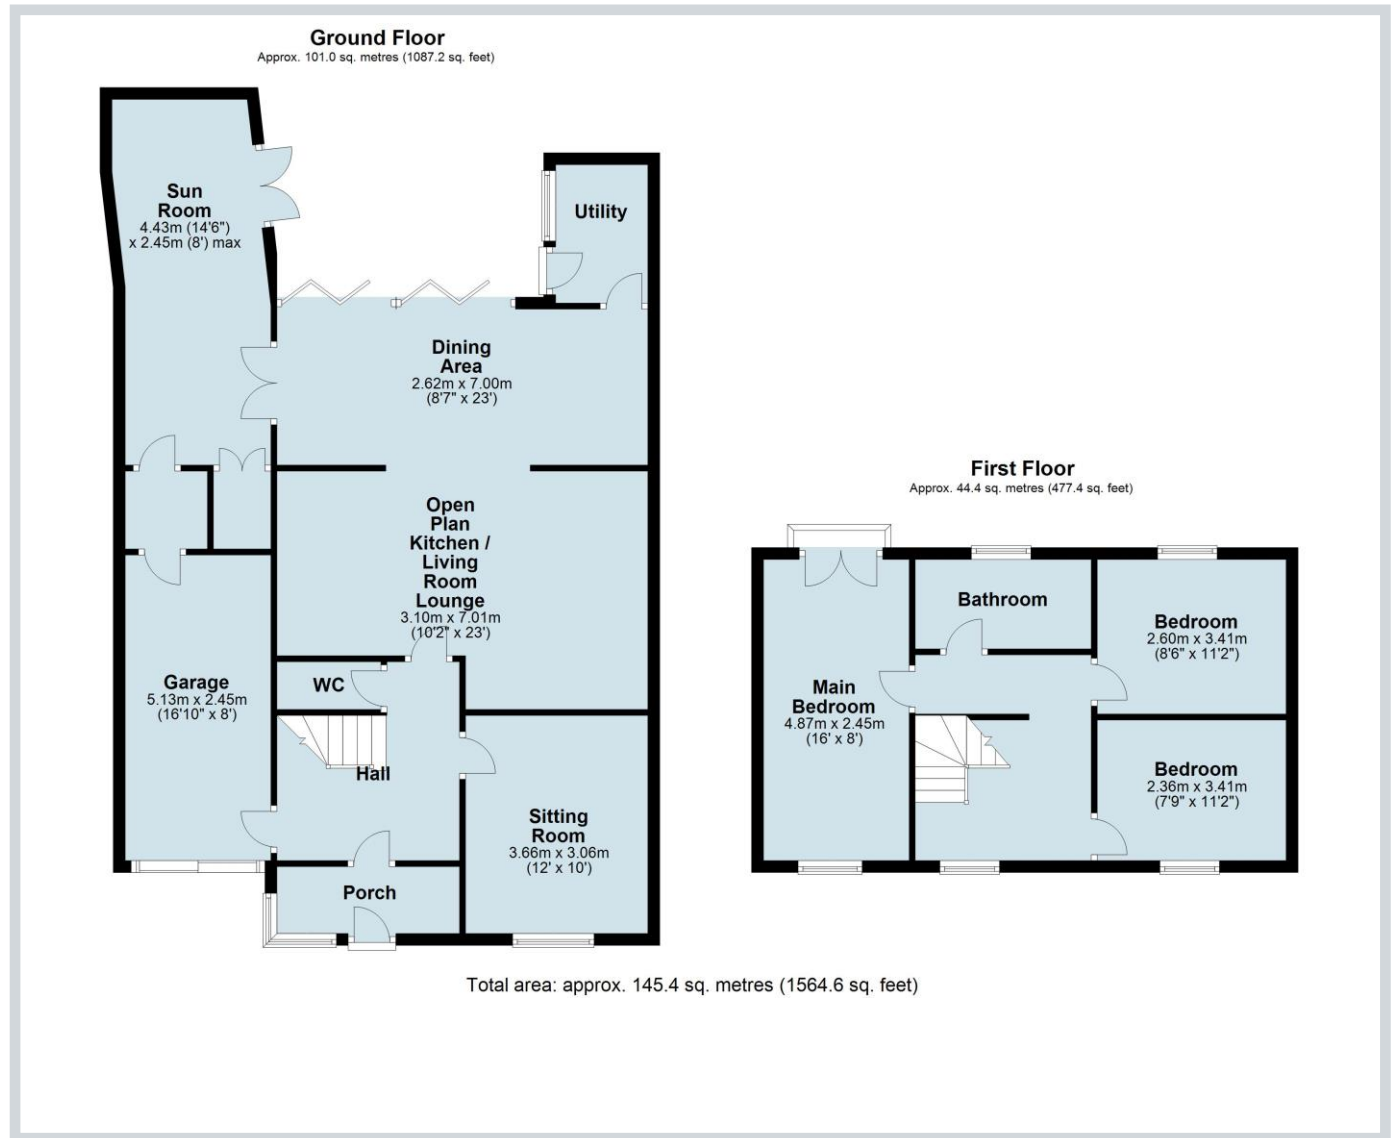 Ground Floor
Approx. 101.0 sq. metres (1087.2 sq. feet)
Sun
Room
4.43m (14'6")
x 2.45m (8') max
Utility
Dining
Area
2.62m x 7.00m
(8'7" x 23')
Open
Plan
Kitchen /
Living
Room
Lounge
3.10m x 7.01m
(10'2" x 23')
Garage
5.13m x 2.45m
(16'10" x 8')
WC
Hall
Sitting
Room
3.66m x 3.06m
(12' x 10')
Porch
First Floor
Approx. 44.4 sq. metres (477.4 sq. feet)
Bathroom
Bedroom
2.60m x 3.41m
(8'6" x 11'2")
Main
Bedroom
4.87m x 2.45m
(16' x 8')
Bedroom
2.36m x 3.41m
(7'9" x 11'2")
Total area: approx. 145.4 sq. metres (1564.6 sq. feet)